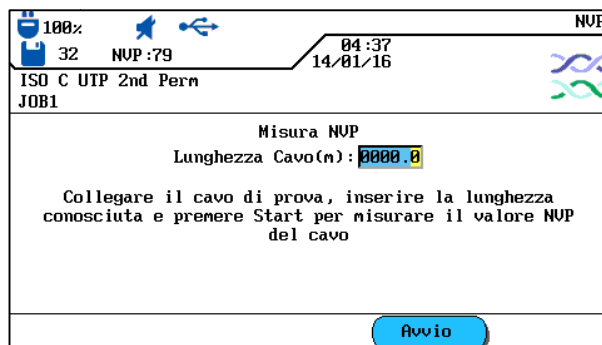 100% NVP
32 NVP:79 04:37
14/01/16
ISO C UTP 2nd Perm
JOB1
Misura NVP
Lunghezza Cavo(m):0000.0
Collegare il cavo di prova, inserire la lunghezza
conosciuta e premere Start per misurare il valore NVP
del cavo
Avvio